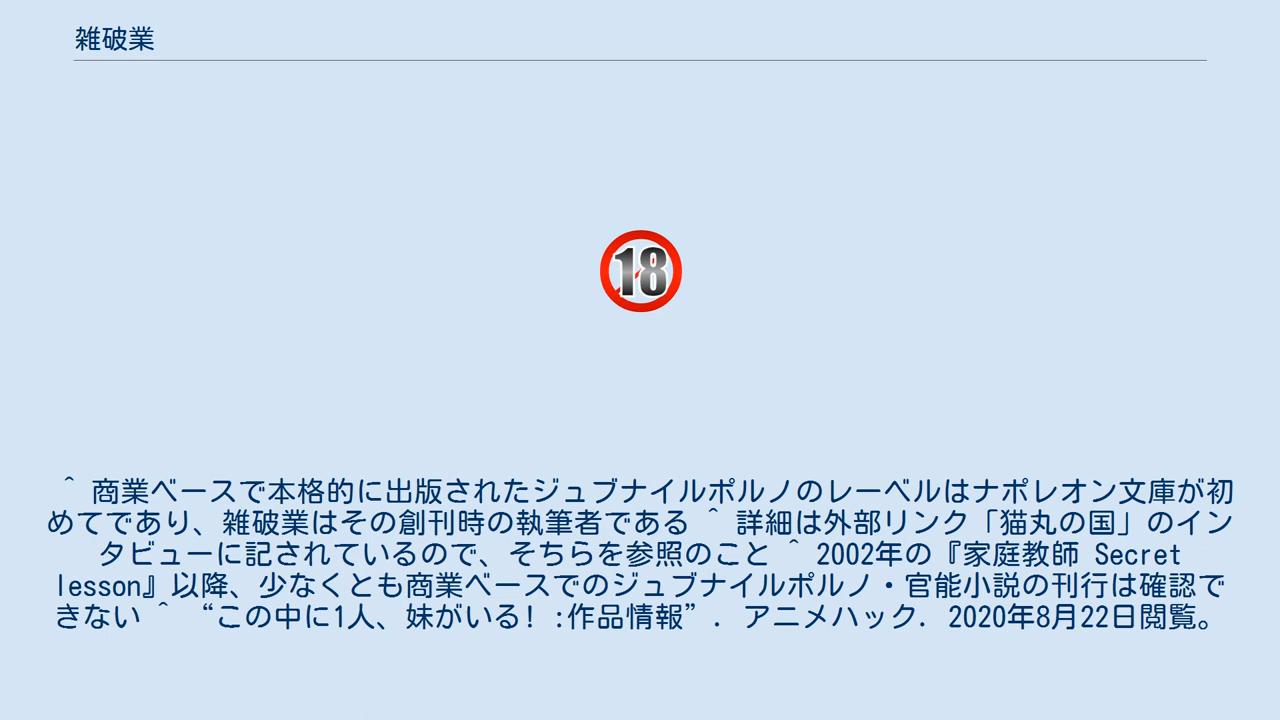 雑破業
18
^ 商業ベースで本格的に出版されたジュブナイルポルノのレーベルはナポレオン文庫が初
めてであり、雑破業はその創刊時の執筆者である ^ 詳細は外部リンク「猫丸の国」のイン
タビューに記されているので、そちらを参照のこと ^ 2002年の『家庭教師 Secret
lesson』以降、少なくとも商業ベースでのジュブナイルポルノ・官能小説の刊行は確認で
きない ^ “この中に1人、妹がいる! :作品情報”. アニメハック. 2020年8月22日閲覧。